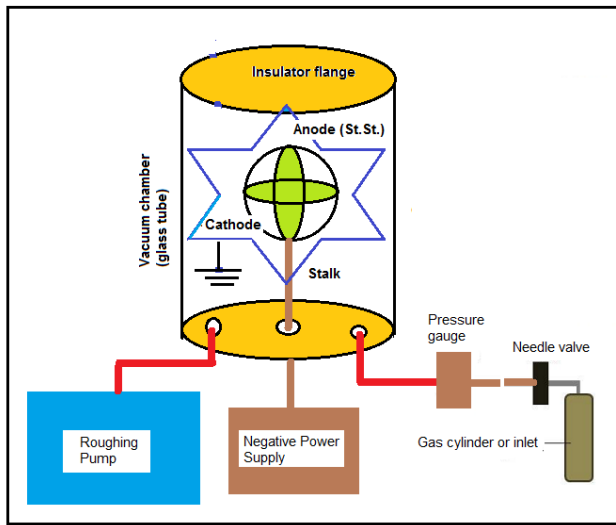 Insulator flange
Anode (St.St.)
Vacuum chamber
(glass tube)
Cathode
Stalk
Pressure
gauge
Needle valve
Roughing
Pump
Negative Power
Supply
Gas cylinder or inlet